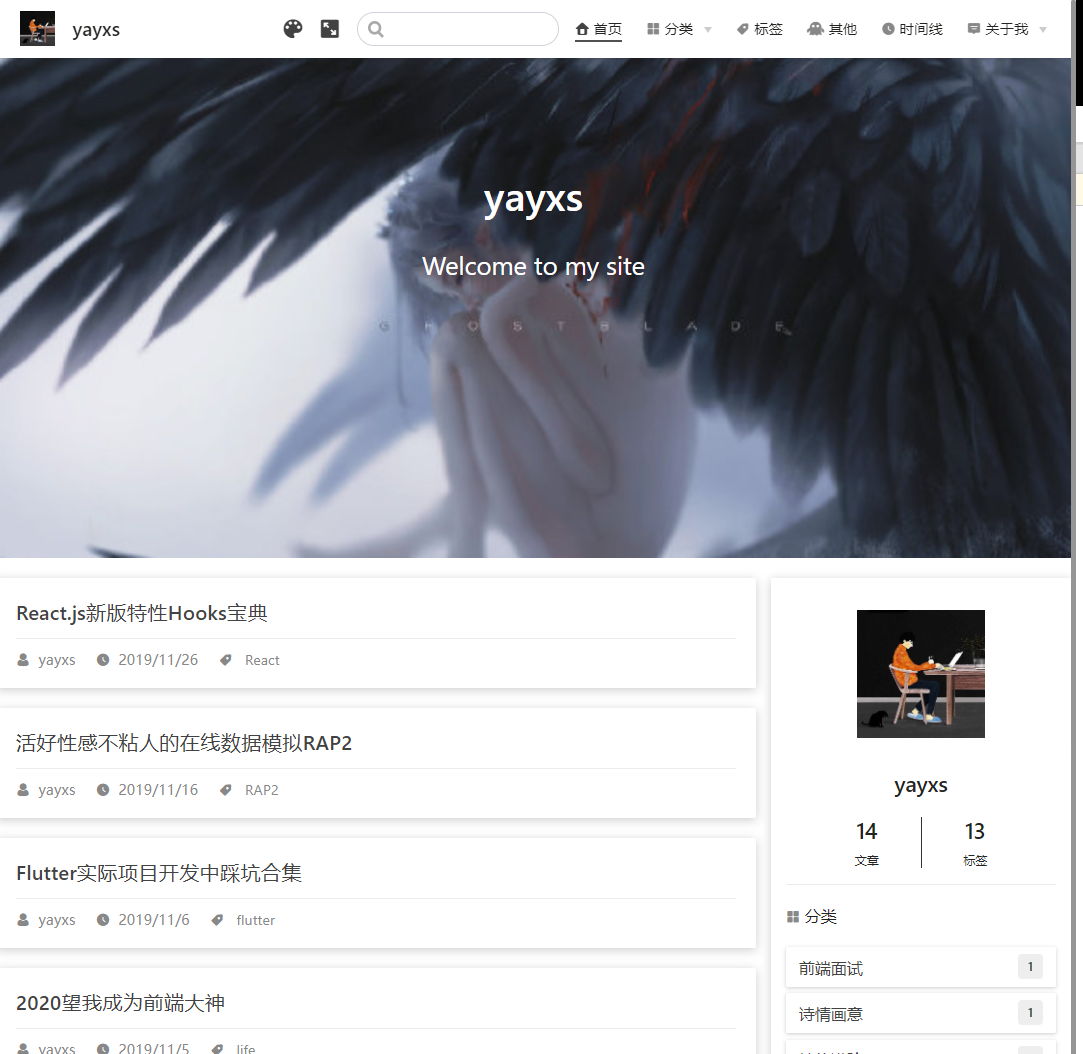 yayxs
首页 分类 标签 其他 时间线 关于我
yayxs
Welcome to my site
GHOSTBLADE
React.js新版特性Hooks宝典
yayxs 2019/11/26 React
活好性感不粘人的在线数据模拟RAP2
yayxs 2019/11/16 RAP2
Flutter实际项目开发中踩坑合集
yayxs 2019/11/6 flutter
2020望我成为前端大神
yayxs 2019/11/5 life
yayxs
14 13
文章 标签
分类
前端面试 1
诗情画意 1